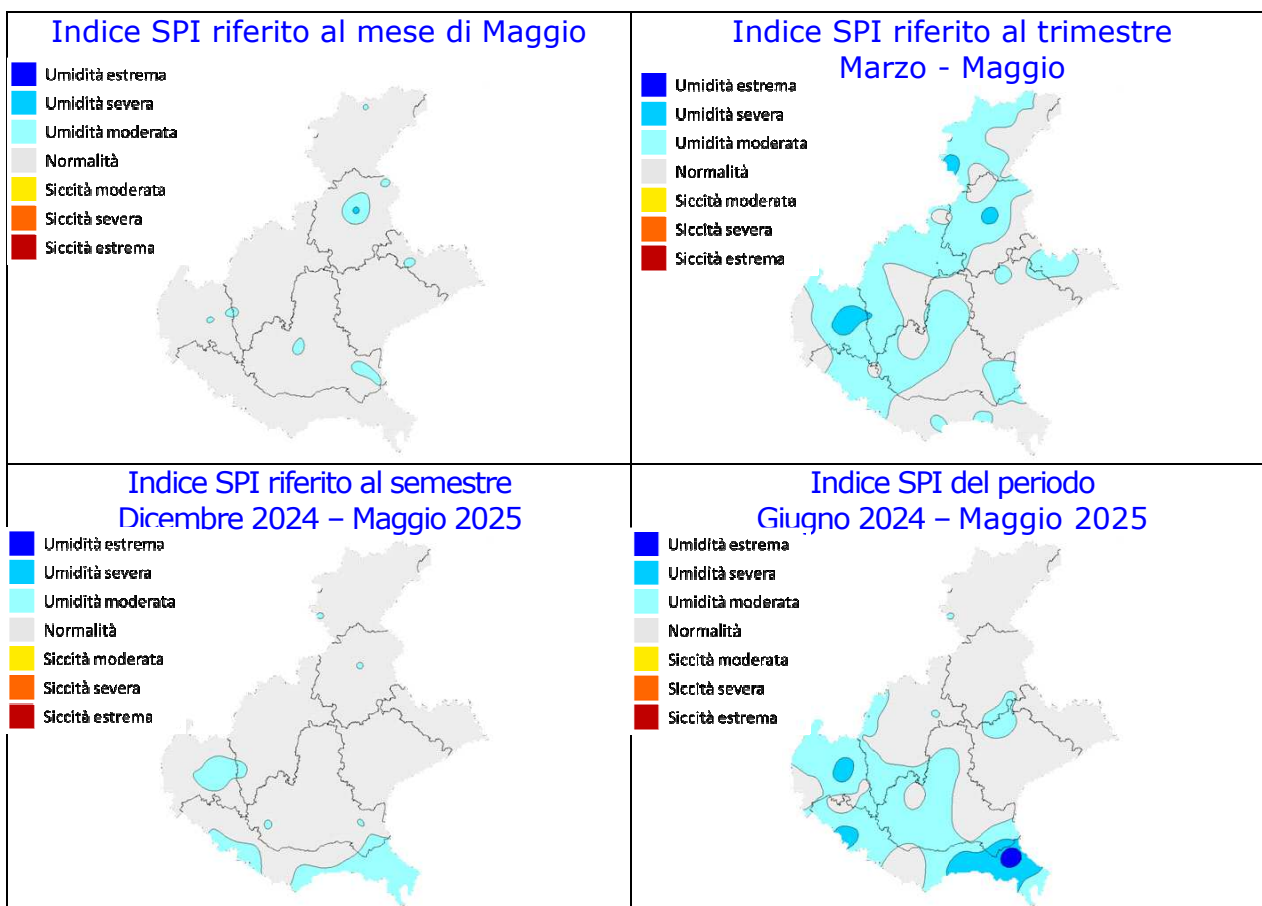 Indice SPI riferito al mese di Maggio
Umidità estrema
Umidità severa
Umidità moderata
Normalità
Siccità moderata
Siccità severa
Siccità estrema
Indice SPI riferito al trimestre
Marzo - Maggio
Umidità estrema
Umidità severa
Umidità moderata
Normalità
Siccità moderata
Siccità severa
Siccità estrema
Indice SPI riferito al semestre
Dicembre 2024 – Maggio 2025
Umidità estrema
Umidità severa
Umidità moderata
Normalità
Siccità moderata
Siccità severa
Siccità estrema
Indice SPI del periodo
Giugno 2024 – Maggio 2025
Umidità estrema
Umidità severa
Umidità moderata
Normalità
Siccità moderata
Siccità severa
Siccità estrema